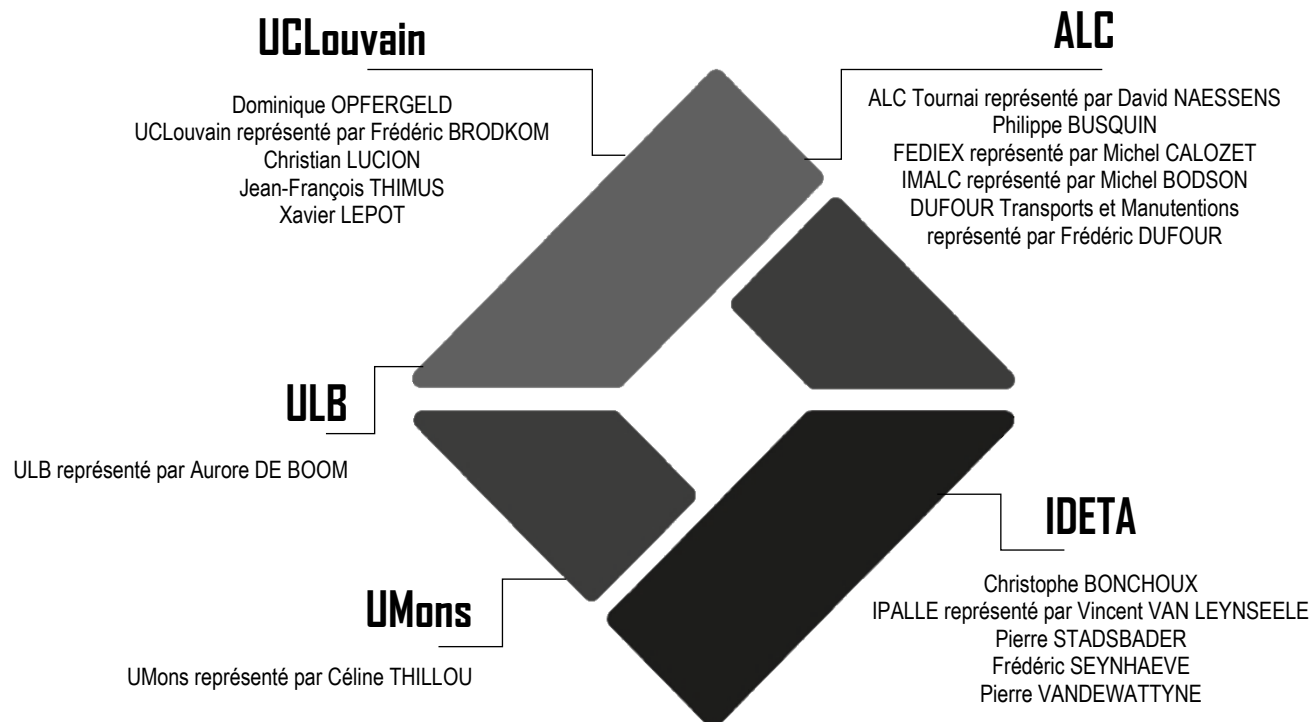 UCLouvain
Dominique OPFERGELD
UCLouvain représenté par Frédéric BRODKOM
Christian LUCION
Jean-François THIMUS
Xavier LEPOT
ALC
ALC Tournai représenté par David NAESSENS
Philippe BUSQUIN
FEDIEX représenté par Michel CALOZET
IMALC représenté par Michel BODSON
DUFOUR Transports et Manutentions
représenté par Frédéric DUFOUR
ULB
ULB représenté par Aurore DE BOOM
UMons
UMons représenté par Céline THILLOU
IDETA
Christophe BONCHOUX
IPALLE représenté par Vincent VAN LEYNSEELE
Pierre STADSBADER
Frédéric SEYNHAEVE
Pierre VANDEWATTYNE